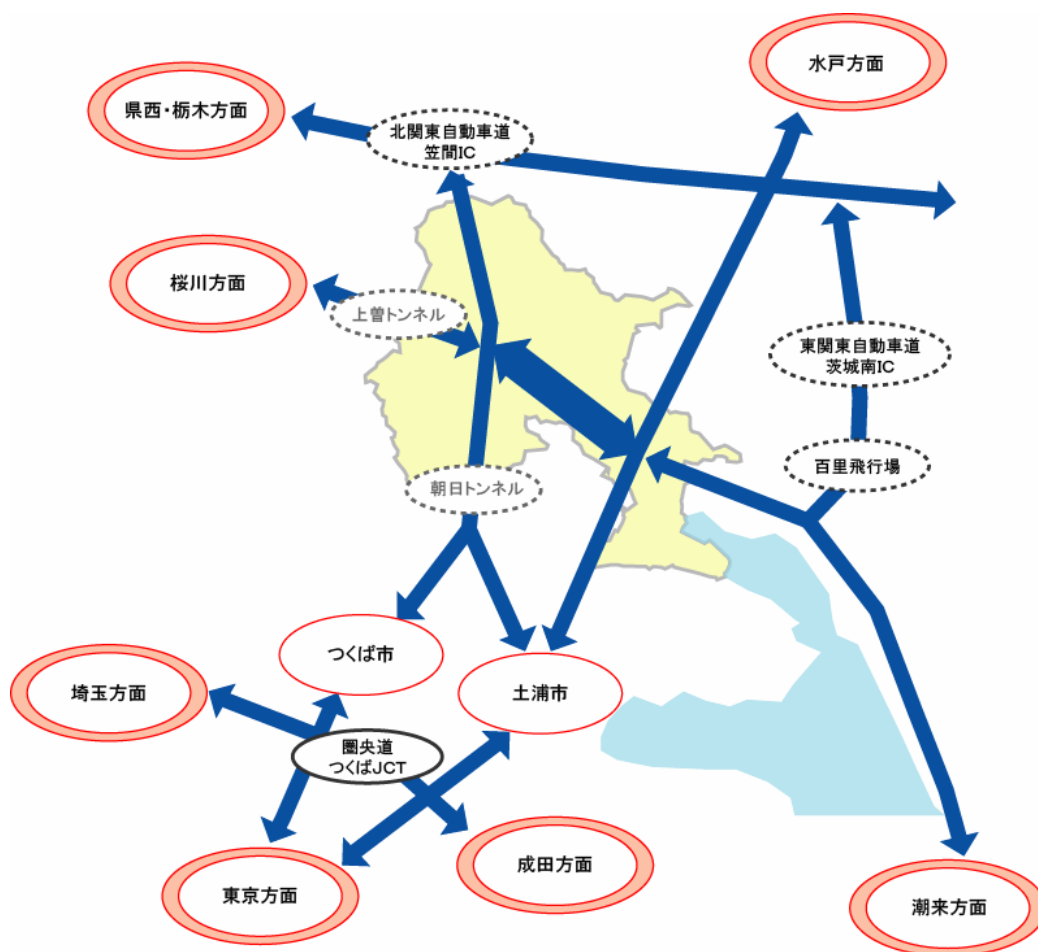 水戸方面
県西・栃木方面
北関東自動車道
笠間IC
桜川方面
上曽トンネル
東関東自動車道
茨城南IC
百里飛行場
朝日トンネル
つくば市
土浦市
埼玉方面
圏央道
つくばJCT
成田方面
東京方面
潮来方面